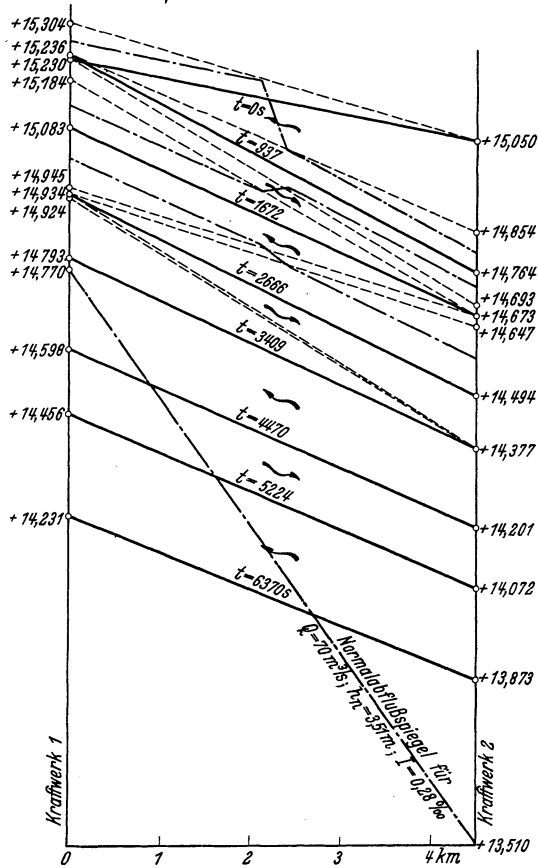 +15,304
+15,236
+15,230
+15,184
+15,083
+14,945
+14,934
+14,924
+14,793
+14,770
+14,598
+14,456
+14,231
t=0s
t=937
t=1672
t=2666
t=3409
t=4470
t=5224
t=6370s
+15,050
+14,854
+14,764
+14,693
+14,673
+14,647
+14,494
+14,377
+14,201
+14,072
+13,873
+13,510
Normalabflußspiegel für
Q=70m³/s; hn=3,51m; I=0,28‰
Kraftwerk 1
Kraftwerk 2
0 1 2 3 4 km